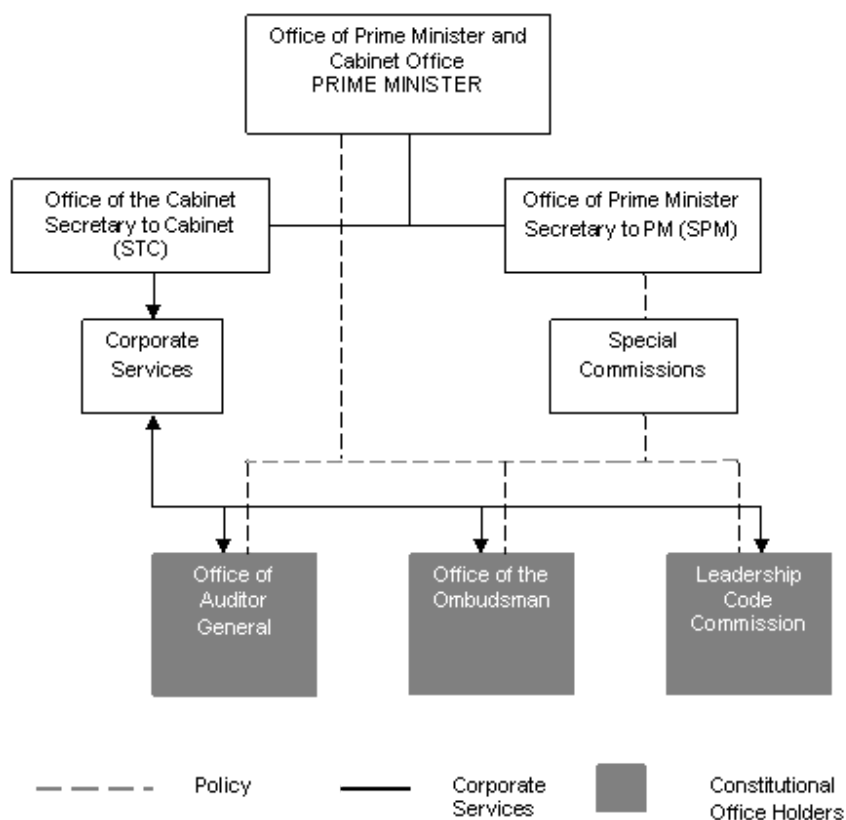 Office of Prime Minister and
Cabinet Office
PRIME MINISTER
Office of the Cabinet
Secretary to Cabinet
(STC)
Office of Prime Minister
Secretary to PM (SPM)
Corporate
Services
Special
Commissions
Office of
Auditor
General
Office of the
Ombudsman
Leadership
Code
Commission
Policy
Corporate
Services
Constitutional
Office Holders